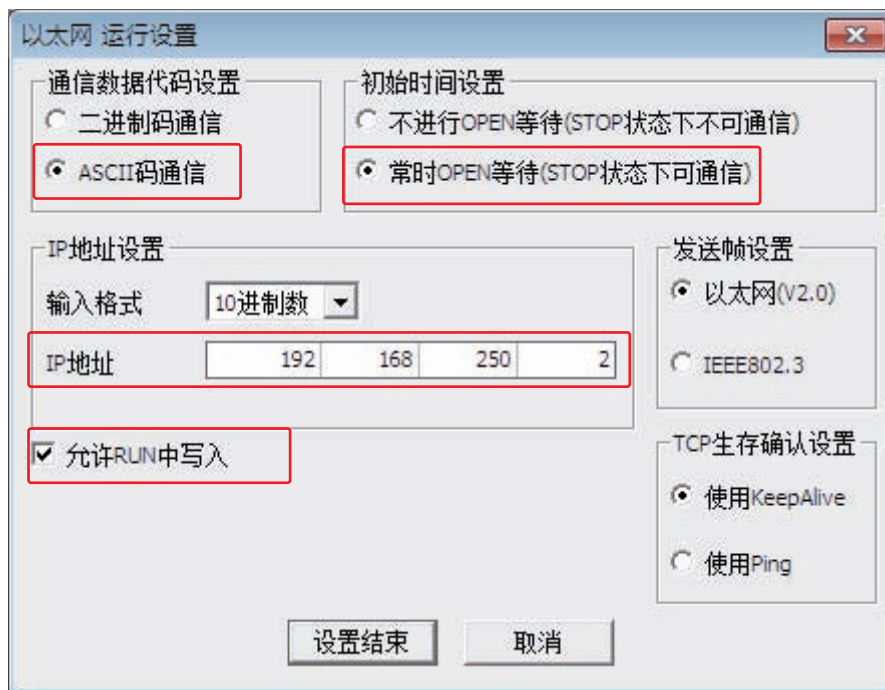 以太网 运行设置
通信数据代码设置
二进制码通信
ASCII码通信
初始时间设置
不进行OPEN等待(STOP状态下不可通信)
常时OPEN等待(STOP状态下可通信)
IP地址设置
输入格式 10进制数
IP地址 192 168 250 2
发送帧设置
以太网(V2.0)
IEEE802.3
允许RUN中写入
TCP生存确认设置
使用KeepAlive
使用Ping
设置结束 取消